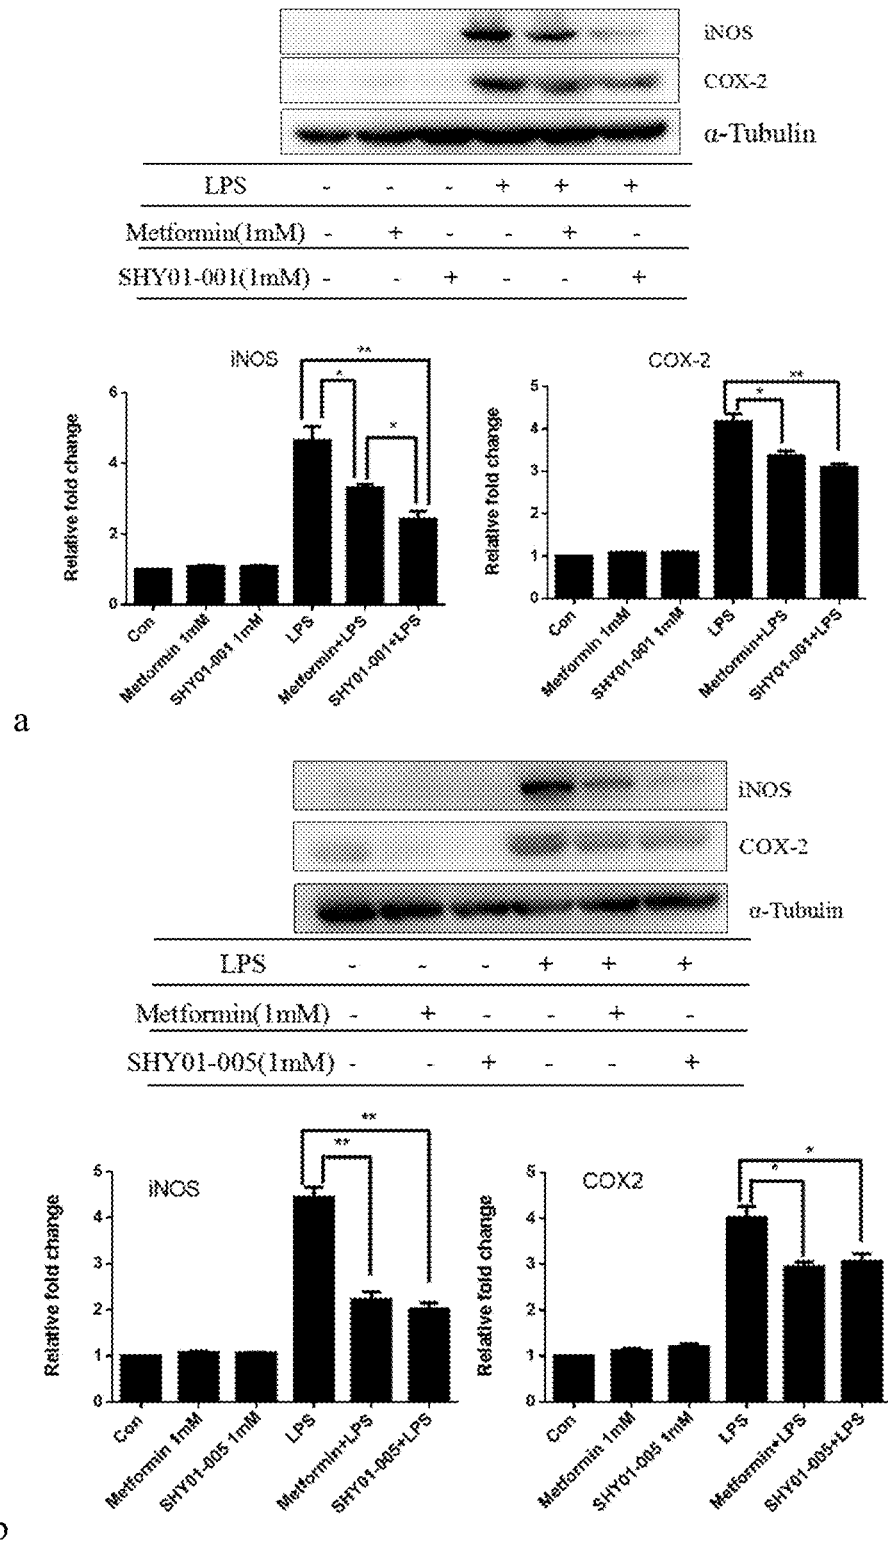 iNOS
COX-2
α-Tubulin
LPS - - - + + +
Metformin(1mM) - + - - + -
SHY01-001(1mM) - - + - - +
iNOS
**
*
*
Relative fold change
6
4
2
0
Con
Metformin 1mM
SHY01-001 1mM
LPS
Metformin+LPS
SHY01-001+LPS
COX-2
**
*
Relative fold change
5
4
3
2
1
0
Con
Metformin 1mM
SHY01-001 1mM
LPS
Metformin+LPS
SHY01-001+LPS
a
iNOS
COX-2
α-Tubulin
LPS - - - + + +
Metformin(1mM) - + - - + -
SHY01-005(1mM) - - + - - +
iNOS
**
**
Relative fold change
5
4
3
2
1
0
Con
Metformin 1mM
SHY01-005 1mM
LPS
Metformin+LPS
SHY01-005+LPS
COX2
*
*
Relative fold change
5
4
3
2
1
0
Con
Metformin 1mM
SHY01-005 1mM
LPS
Metformin+LPS
SHY01-005+LPS
b